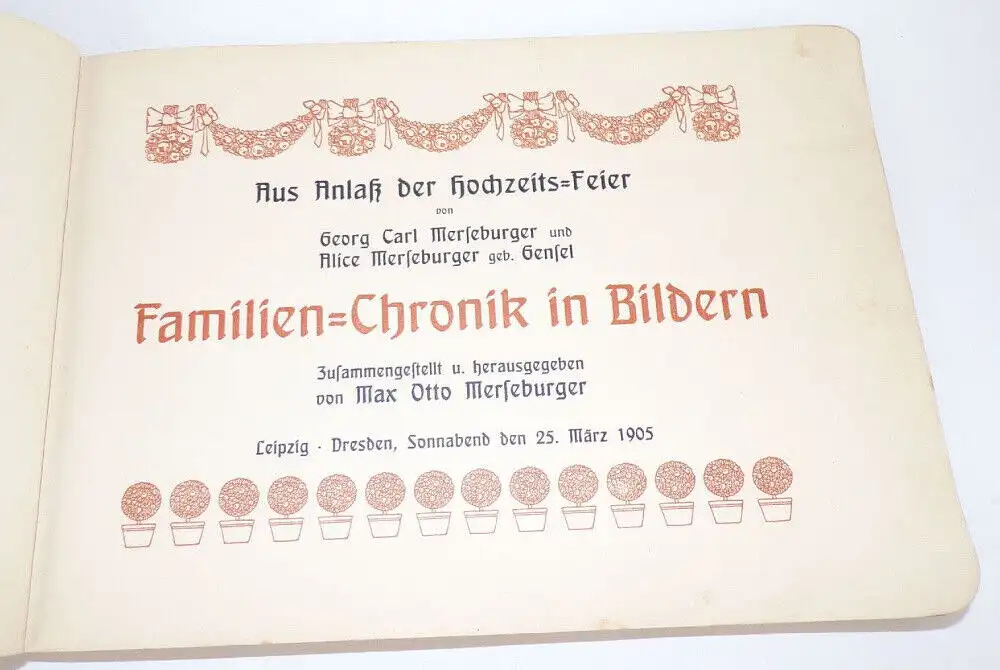 Aus Anlaß der Hochzeits=Feier
von
Georg Carl Merſeburger und
Alice Merſeburger geb. Genſel
Familien=Chronik in Bildern
Zuſammengeſtellt u. herausgegeben
von Max Otto Merſeburger
Leipzig · Dresden, Sonnabend den 25. März 1905